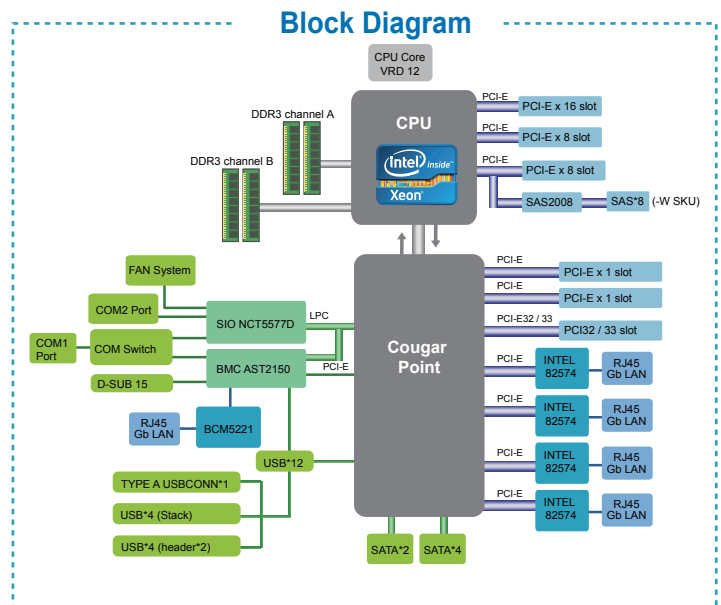 Block Diagram
CPU Core
VRD 12
CPU
intel inside™
Xeon®
DDR3 channel A
DDR3 channel B
PCI-E
PCI-E x 16 slot
PCI-E
PCI-E x 8 slot
PCI-E
PCI-E x 8 slot
SAS2008
SAS*8
(-W SKU)
FAN System
COM2 Port
COM1
Port
COM Switch
D-SUB 15
SIO NCT5577D
LPC
BMC AST2150
PCI-E
RJ45
Gb LAN
BCM5221
USB*12
TYPE A USBCONN*1
USB*4 (Stack)
USB*4 (header*2)
Cougar
Point
PCI-E
PCI-E x 1 slot
PCI-E
PCI-E x 1 slot
PCI-E32 / 33
PCI32 / 33 slot
PCI-E
INTEL
82574
RJ45
Gb LAN
PCI-E
INTEL
82574
RJ45
Gb LAN
PCI-E
INTEL
82574
RJ45
Gb LAN
PCI-E
INTEL
82574
RJ45
Gb LAN
SATA*2
SATA*4